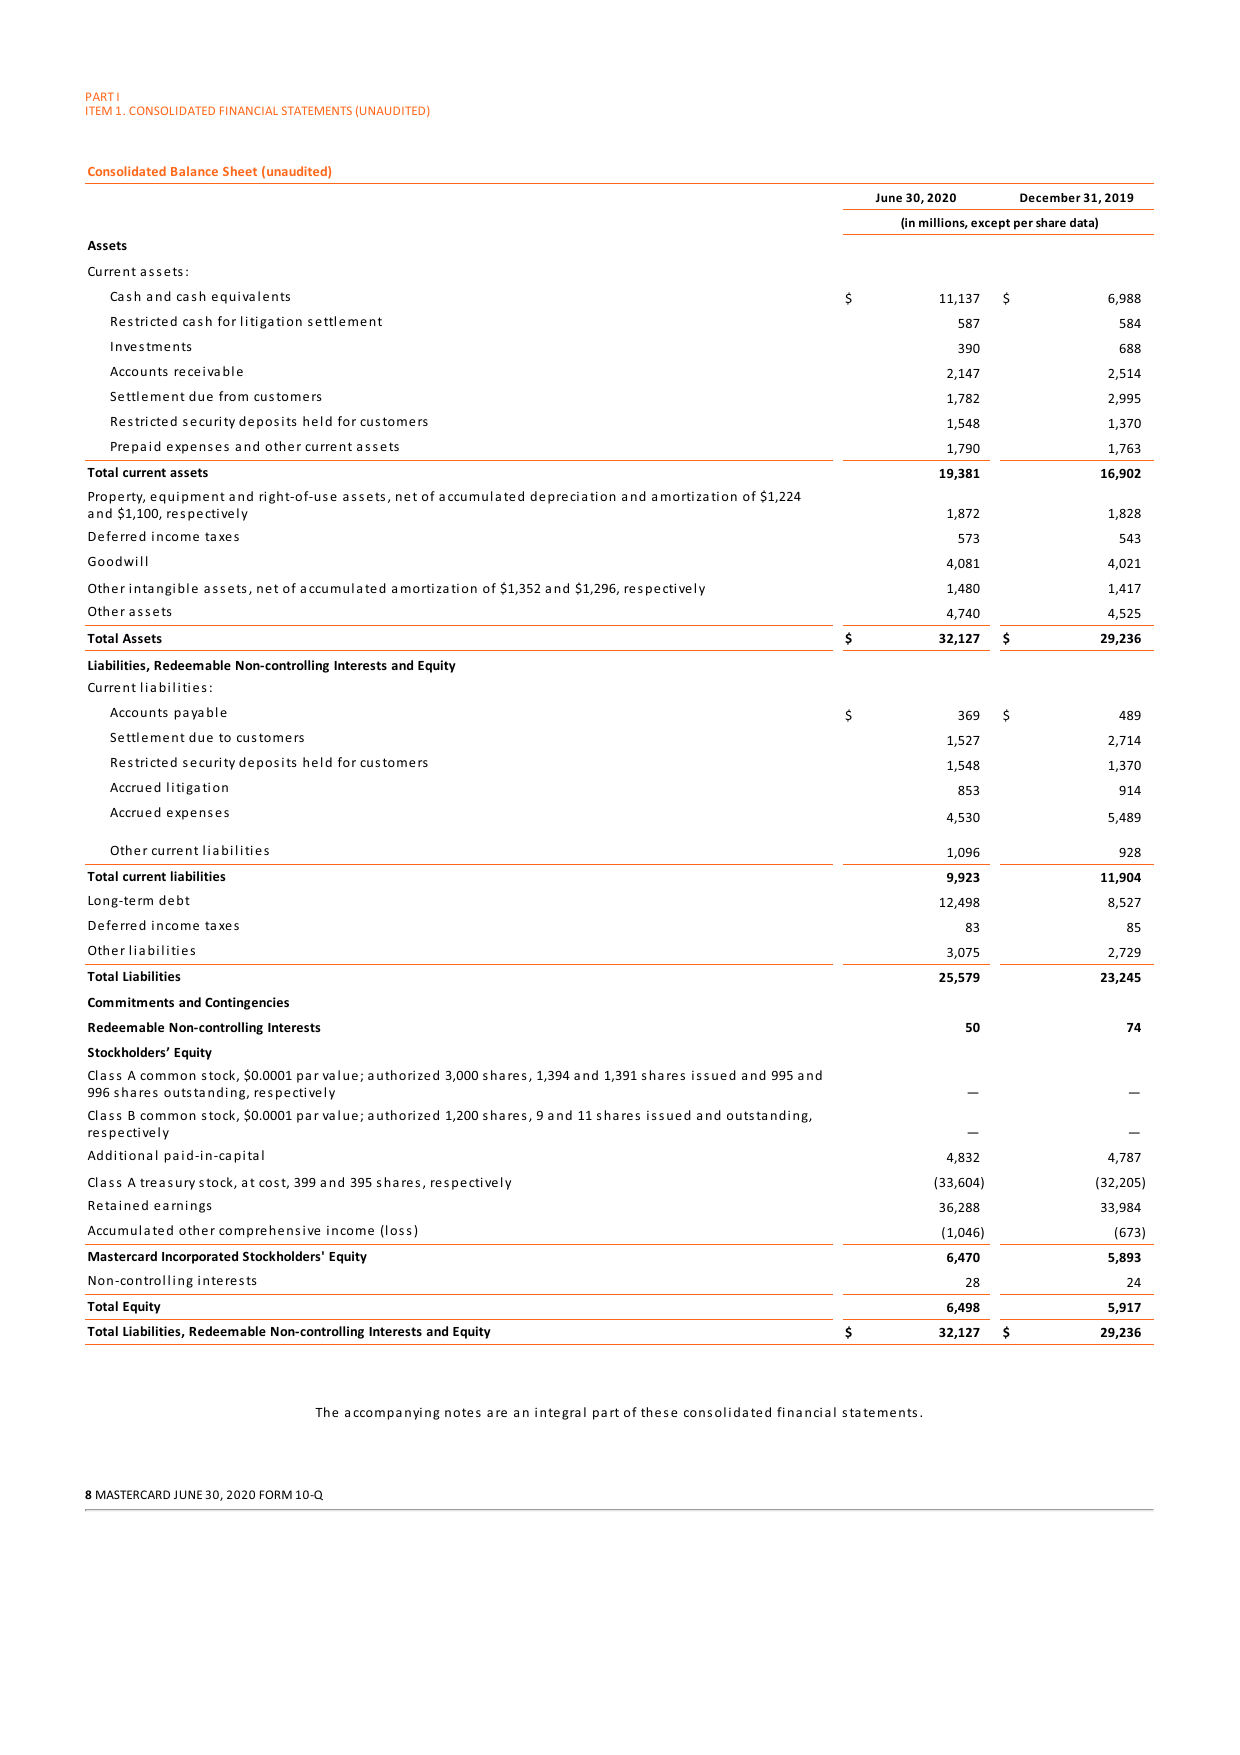 PART I
ITEM 1. CONSOLIDATED FINANCIAL STATEMENTS (UNAUDITED)
Consolidated Balance Sheet (unaudited)
June 30, 2020 December 31, 2019
(in millions, except per share data)
Assets
Current assets:
Cash and cash equivalents $ 11,137 $ 6,988
Restricted cash for litigation settlement 587 584
Investments 390 688
Accounts receivable 2,147 2,514
Settlement due from customers 1,782 2,995
Restricted security deposits held for customers 1,548 1,370
Prepaid expenses and other current assets 1,790 1,763
Total current assets 19,381 16,902
Property, equipment and right-of-use assets, net of accumulated depreciation and amortization of $1,224
and $1,100, respectively 1,872 1,828
Deferred income taxes 573 543
Goodwill 4,081 4,021
Other intangible assets, net of accumulated amortization of $1,352 and $1,296, respectively 1,480 1,417
Other assets 4,740 4,525
Total Assets $ 32,127 $ 29,236
Liabilities, Redeemable Non-controlling Interests and Equity
Current liabilities:
Accounts payable $ 369 $ 489
Settlement due to customers 1,527 2,714
Restricted security deposits held for customers 1,548 1,370
Accrued litigation 853 914
Accrued expenses 4,530 5,489
Other current liabilities 1,096 928
Total current liabilities 9,923 11,904
Long-term debt 12,498 8,527
Deferred income taxes 83 85
Other liabilities 3,075 2,729
Total Liabilities 25,579 23,245
Commitments and Contingencies
Redeemable Non-controlling Interests 50 74
Stockholders’ Equity
Class A common stock, $0.0001 par value; authorized 3,000 shares, 1,394 and 1,391 shares issued and 995 and
996 shares outstanding, respectively — —
Class B common stock, $0.0001 par value; authorized 1,200 shares, 9 and 11 shares issued and outstanding,
respectively — —
Additional paid-in-capital 4,832 4,787
Class A treasury stock, at cost, 399 and 395 shares, respectively (33,604) (32,205)
Retained earnings 36,288 33,984
Accumulated other comprehensive income (loss) (1,046) (673)
Mastercard Incorporated Stockholders' Equity 6,470 5,893
Non-controlling interests 28 24
Total Equity 6,498 5,917
Total Liabilities, Redeemable Non-controlling Interests and Equity $ 32,127 $ 29,236
The accompanying notes are an integral part of these consolidated financial statements.
8 MASTERCARD JUNE 30, 2020 FORM 10-Q